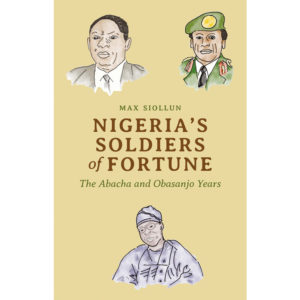 MAX SIOLLUN
NIGERIA'S
SOLDIERS
of FORTUNE
The Abacha and Obasanjo Years